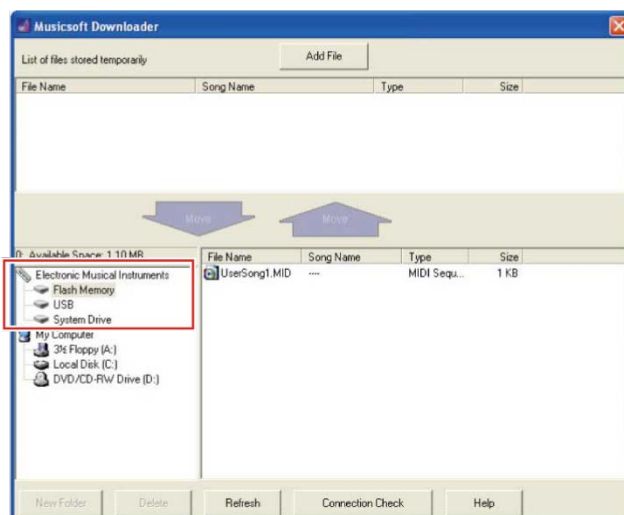 Musicsoft Downloader
List of files stored temporarily
Add File
File Name Song Name Type Size
Move Move
0: Available Space: 1.10 MB
Electronic Musical Instruments
Flash Memory
USB
System Drive
My Computer
3½ Floppy (A:)
Local Disk (C:)
DVD/CD-RW Drive (D:)
File Name Song Name Type Size
UserSong1.MID ---- MIDI Sequ... 1 KB
New Folder Delete Refresh Connection Check Help